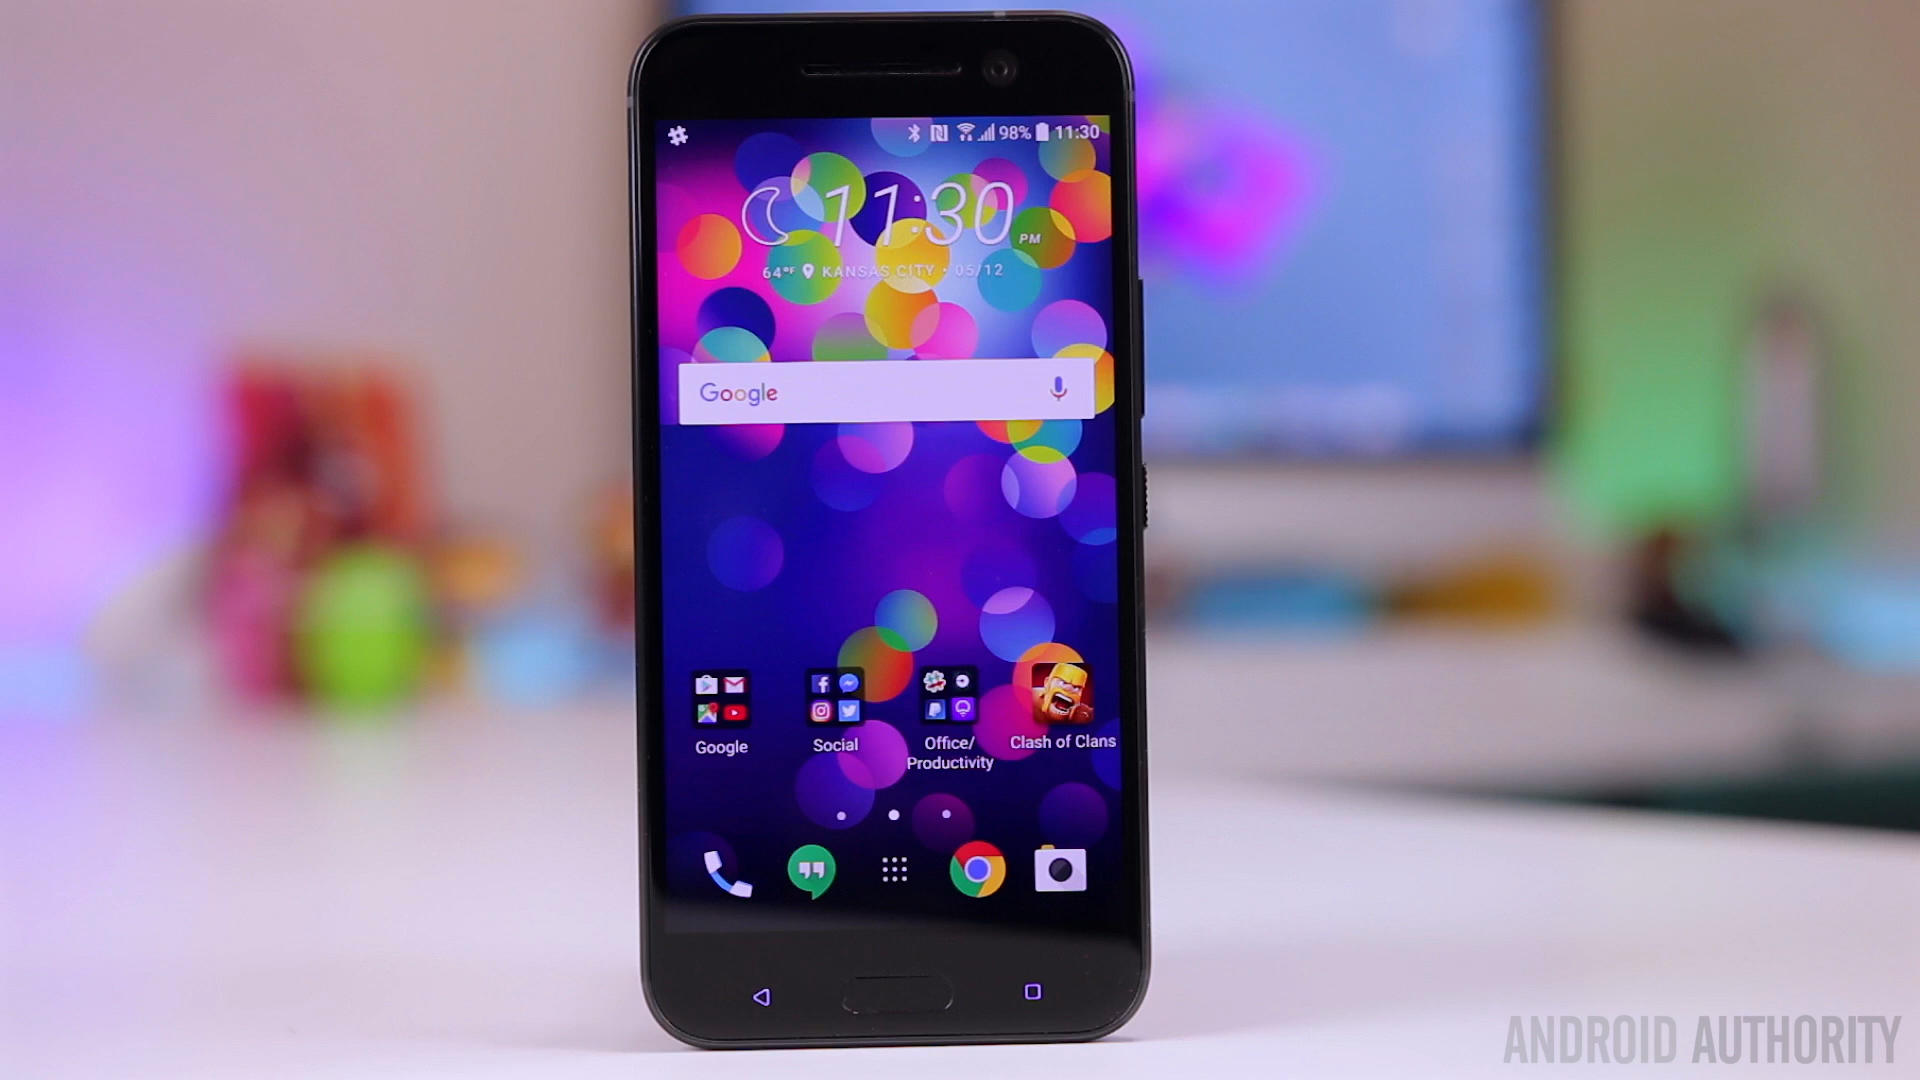 98% 11:30
11:30 PM
64°F KANSAS CITY • 05/12
Google
Google
Social
Office/
Productivity
Clash of Clans
ANDROID AUTHORITY